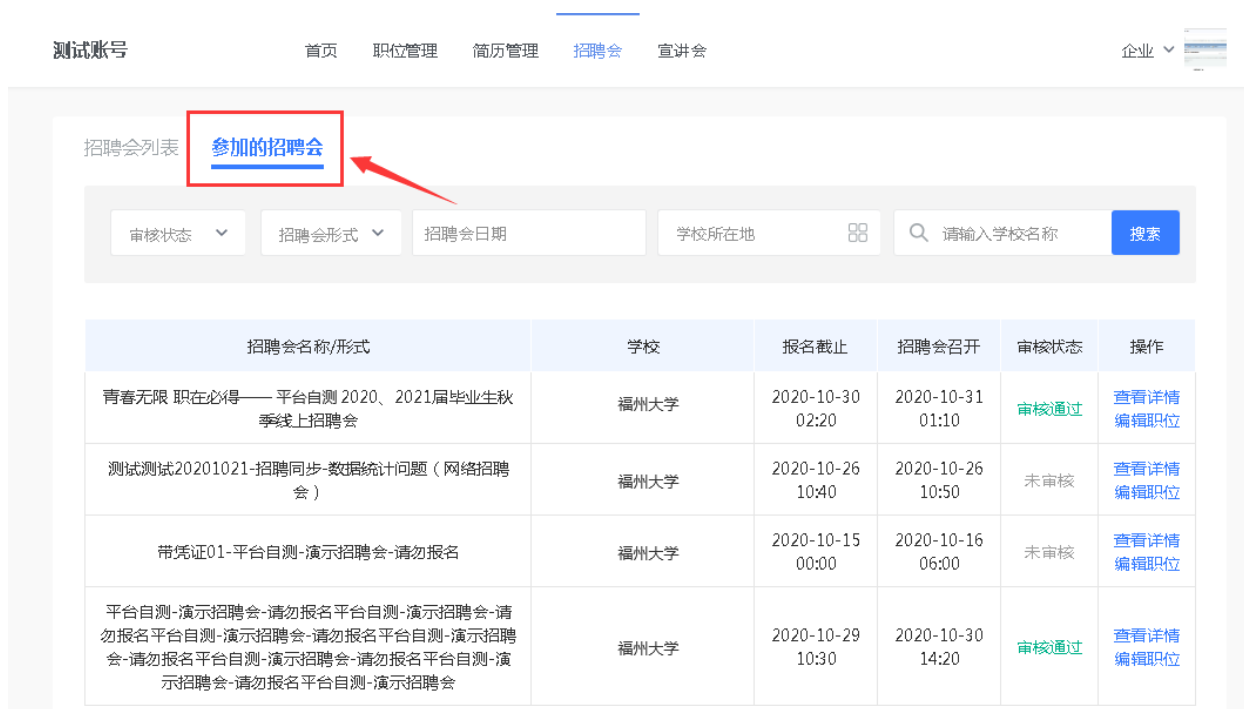 测试账号 首页 职位管理 简历管理 招聘会 宣讲会 企业
招聘会列表 参加的招聘会
审核状态 招聘会形式 招聘会日期 学校所在地 请输入学校名称 搜索
招聘会名称/形式 学校 报名截止 招聘会召开 审核状态 操作
青春无限 职在必得—— 平台自测 2020、2021届毕业生秋
季线上招聘会
福州大学
2020-10-30
02:20
2020-10-31
01:10
审核通过
查看详情
编辑职位
测试测试20201021-招聘同步-数据统计问题（网络招聘
会）
福州大学
2020-10-26
10:40
2020-10-26
10:50
未审核
查看详情
编辑职位
带凭证01-平台自测-演示招聘会-请勿报名
福州大学
2020-10-15
00:00
2020-10-16
06:00
未审核
查看详情
编辑职位
平台自测-演示招聘会-请勿报名平台自测-演示招聘会-请
勿报名平台自测-演示招聘会-请勿报名平台自测-演示招聘
会-请勿报名平台自测-演示招聘会-请勿报名平台自测-演
示招聘会-请勿报名平台自测-演示招聘会
福州大学
2020-10-29
10:30
2020-10-30
14:20
审核通过
查看详情
编辑职位